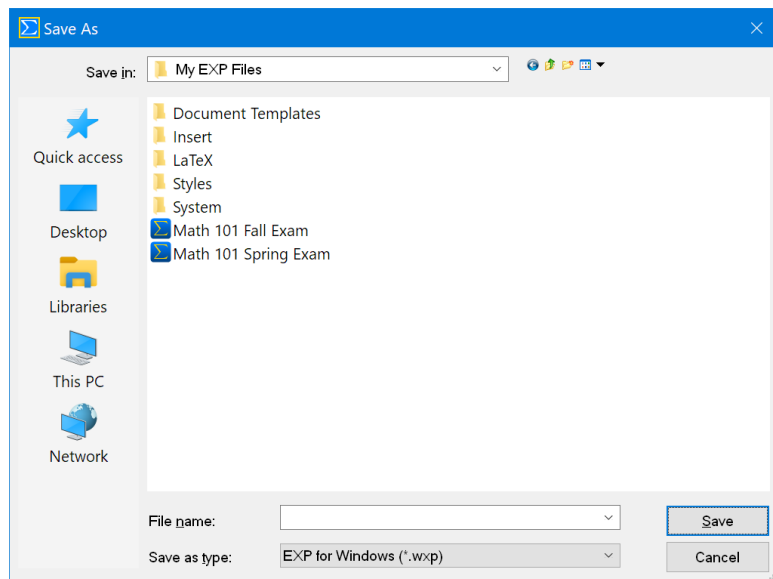 Save As
Save in:
My EXP Files
Quick access
Desktop
Libraries
This PC
Network
Document Templates
Insert
LaTeX
Styles
System
Math 101 Fall Exam
Math 101 Spring Exam
File name:
Save
Save as type:
EXP for Windows (*.wxp)
Cancel